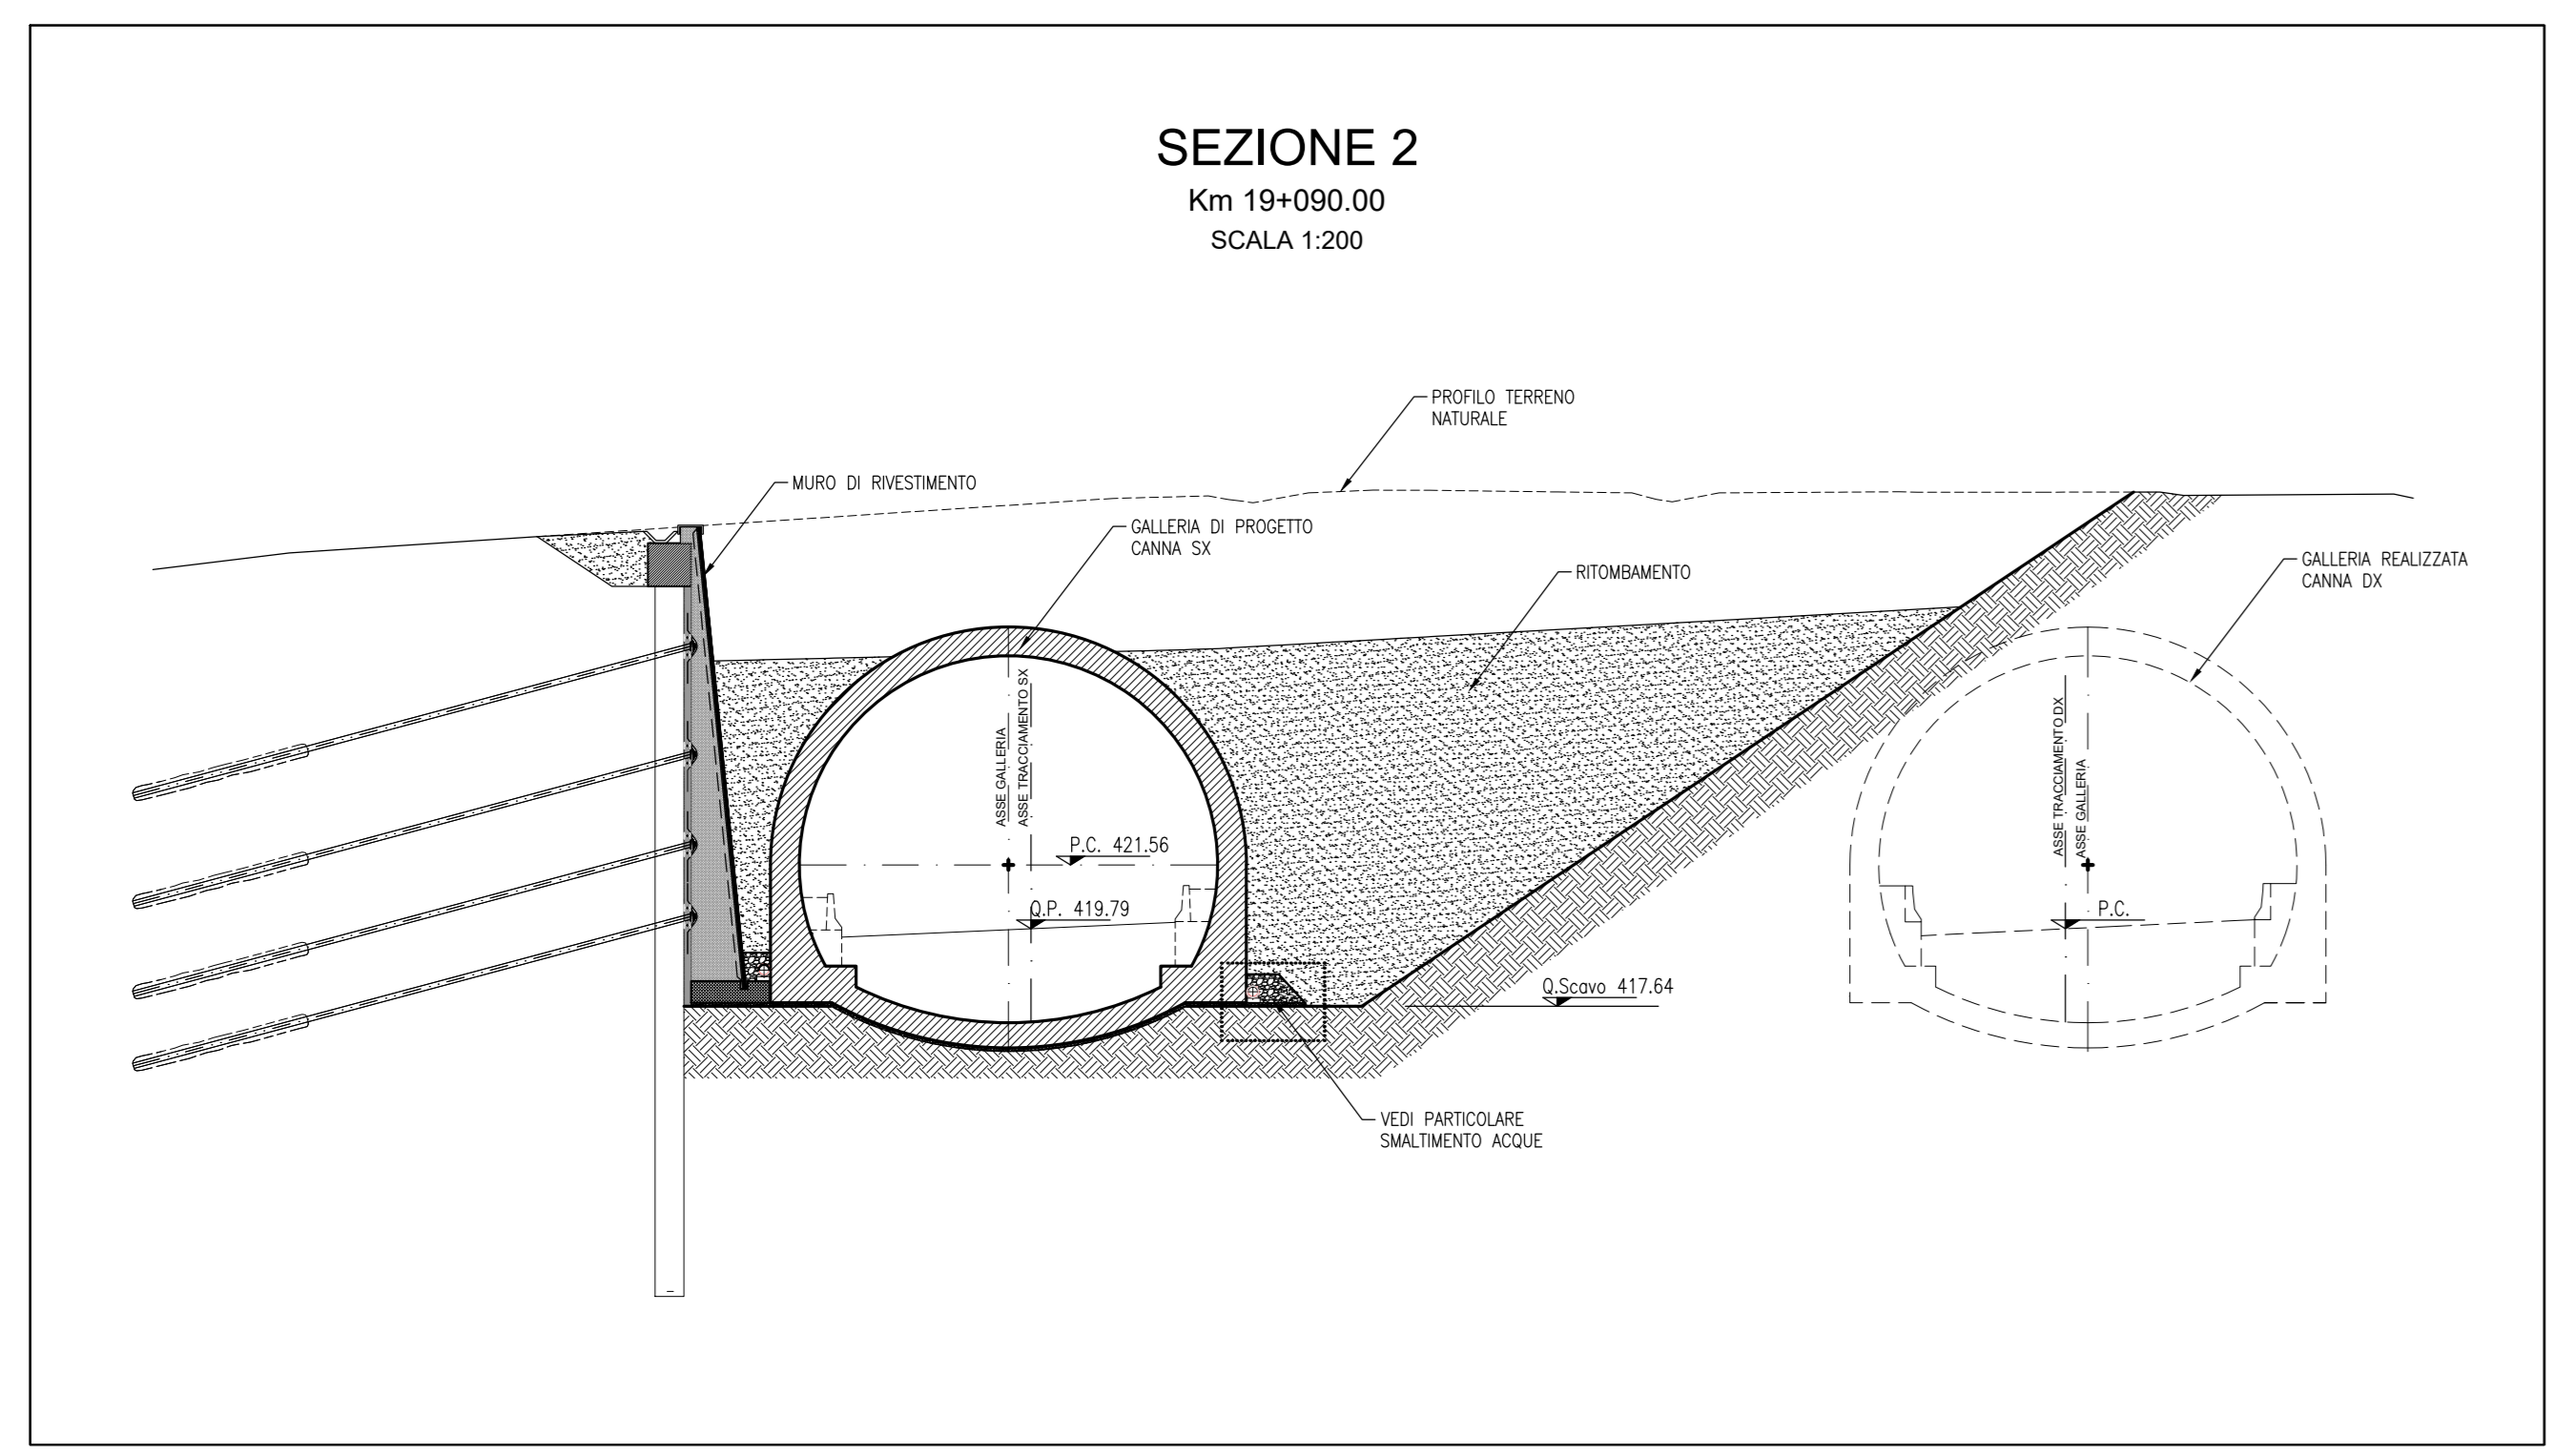 SEZIONE 2
Km 19+090.00
SCALA 1:200
PROFILO TERRENO
NATURALE
MURO DI RIVESTIMENTO
GALLERIA DI PROGETTO
CANNA SX
RITOMBAMENTO
GALLERIA REALIZZATA
CANNA DX
ASSE GALLERIA
ASSE TRACCIAMENTO SX
ASSE TRACCIAMENTO DX
ASSE GALLERIA
P.C. 421.56
Q.P. 419.79
P.C.
Q.Scavo 417.64
VEDI PARTICOLARE
SMALTIMENTO ACQUE